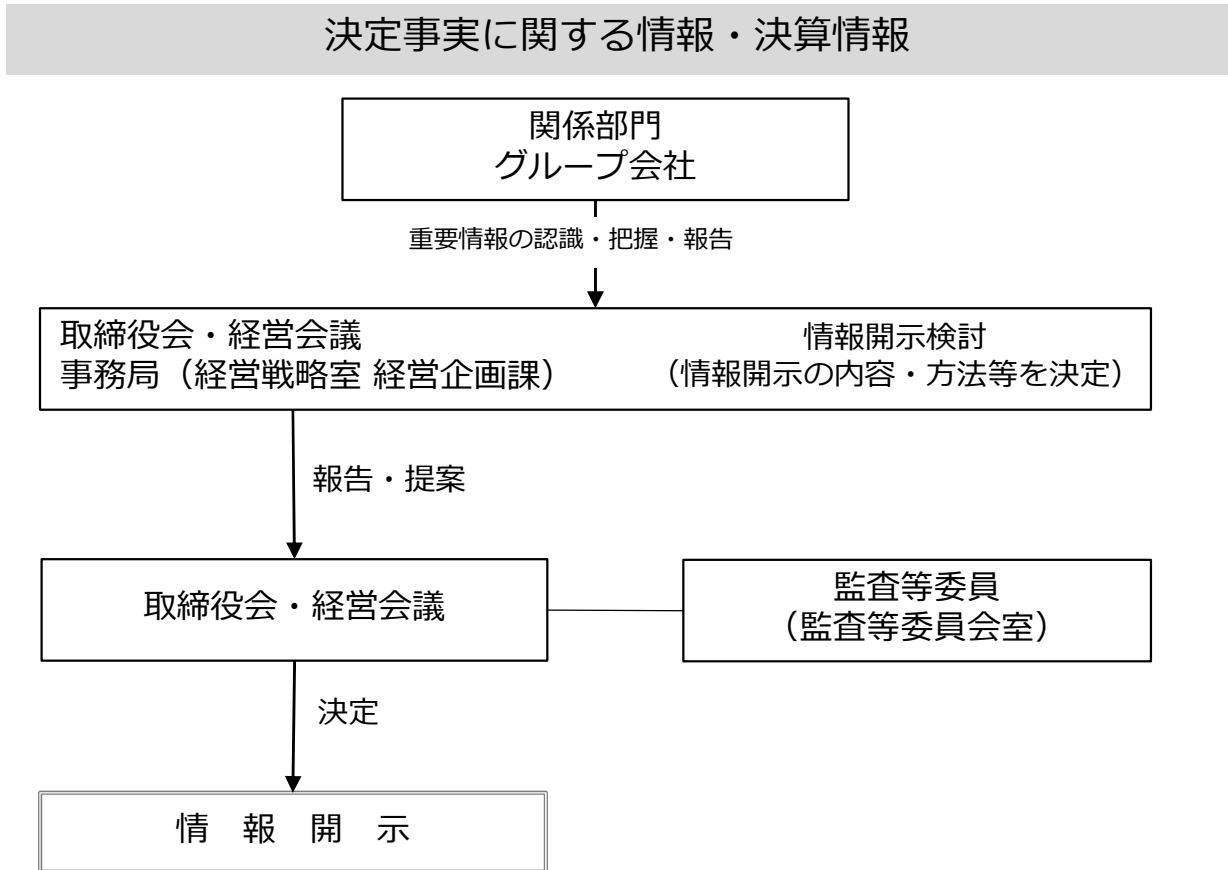 決定事実に関する情報・決算情報
関係部門
グループ会社
重要情報の認識・把握・報告
取締役会・経営会議
事務局（経営戦略室 経営企画課）
情報開示検討
（情報開示の内容・方法等を決定）
報告・提案
取締役会・経営会議
監査等委員
（監査等委員会室）
決定
情　報　開　示